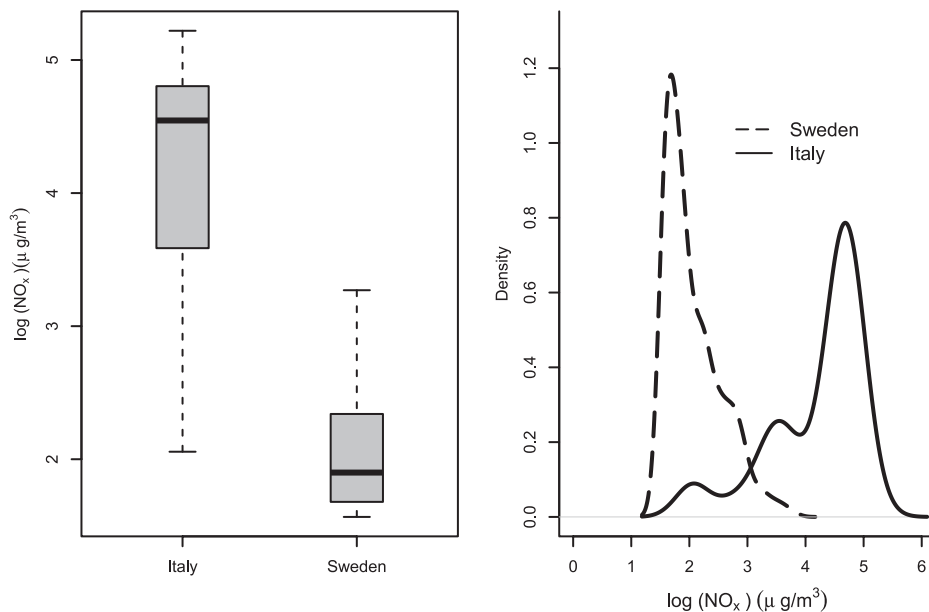 log (NOₓ)(μ g/m³)
5
4
3
2
Italy
Sweden
Density
1.2
1.0
0.8
0.6
0.4
0.2
0.0
Sweden
Italy
0 1 2 3 4 5 6
log (NOₓ) (μ g/m³)